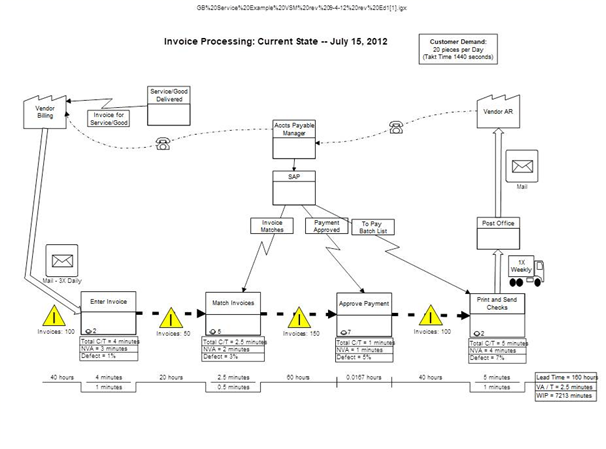 GB%20Service%20Example%20VSM%20rev%209-4-12%20rev%20Ed1[1].igx
Invoice Processing: Current State -- July 15, 2012
Customer Demand:
20 pieces per Day
(Takt Time 1440 seconds)
Service/Good
Delivered
Vendor
Billing
Invoice for
Service/Good
Accts Payable
Manager
Vendor AR
Mail
SAP
Invoice
Matches
Payment
Approved
To Pay
Batch List
Post Office
1X
Weekly
Mail - 3X Daily
Enter Invoice
2
Match Invoices
Approve Payment
7
Print and Send
Checks
2
Invoices: 100
Invoices: 50
Invoices: 150
Invoices: 100
Total C/T = 4 minutes
NVA = 3 minutes
Defect = 1%
Total C/T = 2.5 minutes
NVA = 2 minutes
Defect = 3%
Total C/T = 1 minutes
NVA = 1 minutes
Defect = 5%
Total C/T = 5 minutes
NVA = 4 minutes
Defect = 7%
40 hours
4 minutes
1 minutes
20 hours
2.5 minutes
0.5 minutes
60 hours
0.0167 hours
40 hours
5 minutes
1 minutes
Lead Time = 160 hours
VA / T = 2.5 minutes
WIP = 7213 minutes